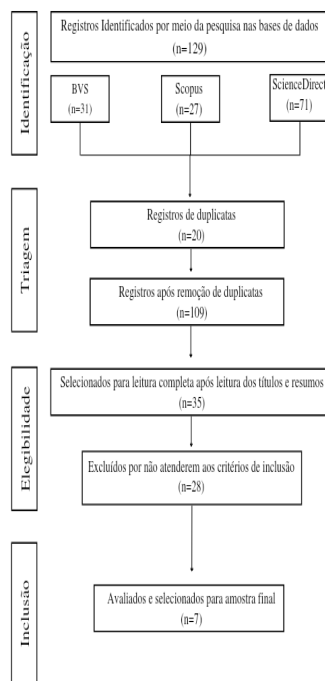 Identificação
Registros Identificados por meio da pesquisa nas bases de dados
(n=129)
BVS
(n=31)
Scopus
(n=27)
ScienceDirect
(n=71)
Triagem
Registros de duplicatas
(n=20)
Registros após remoção de duplicatas
(n=109)
Elegibilidade
Selecionados para leitura completa após leitura dos títulos e resumos
(n=35)
Excluídos por não atenderem aos critérios de inclusão
(n=28)
Inclusão
Avaliados e selecionados para amostra final
(n=7)